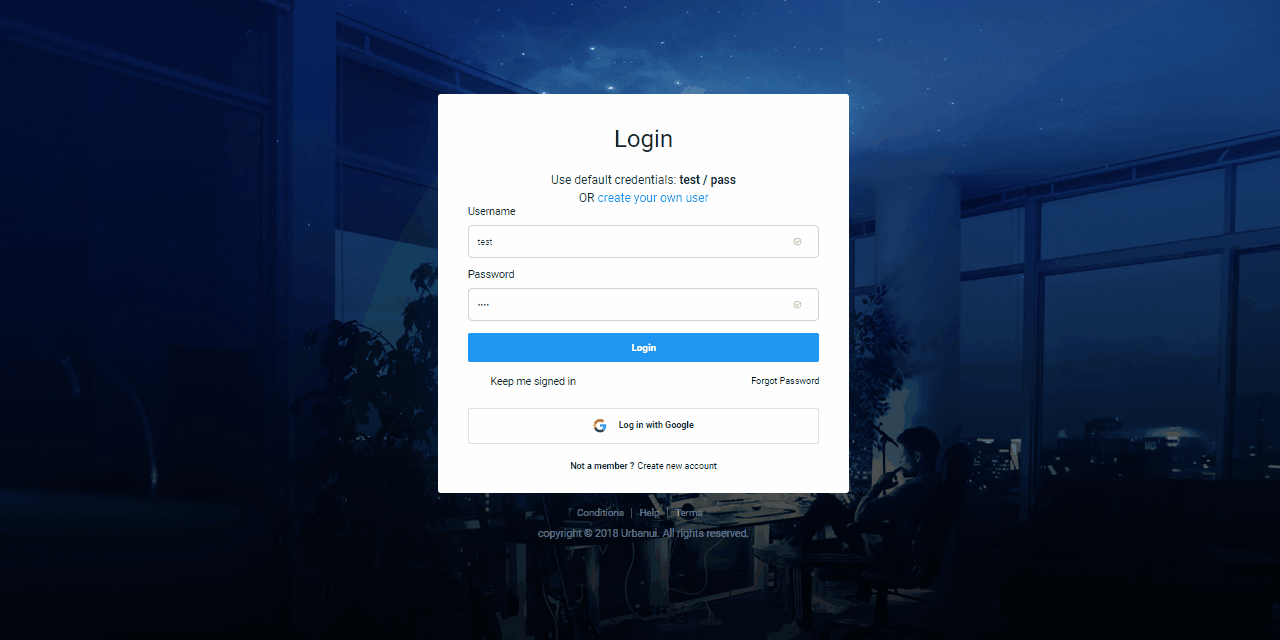 Login
Use default credentials: test / pass
OR create your own user
Username
test
Password
Login
Keep me signed in Forgot Password
Log in with Google
Not a member ? Create new account
Conditions | Help | Terms
copyright © 2018 Urbanui. All rights reserved.